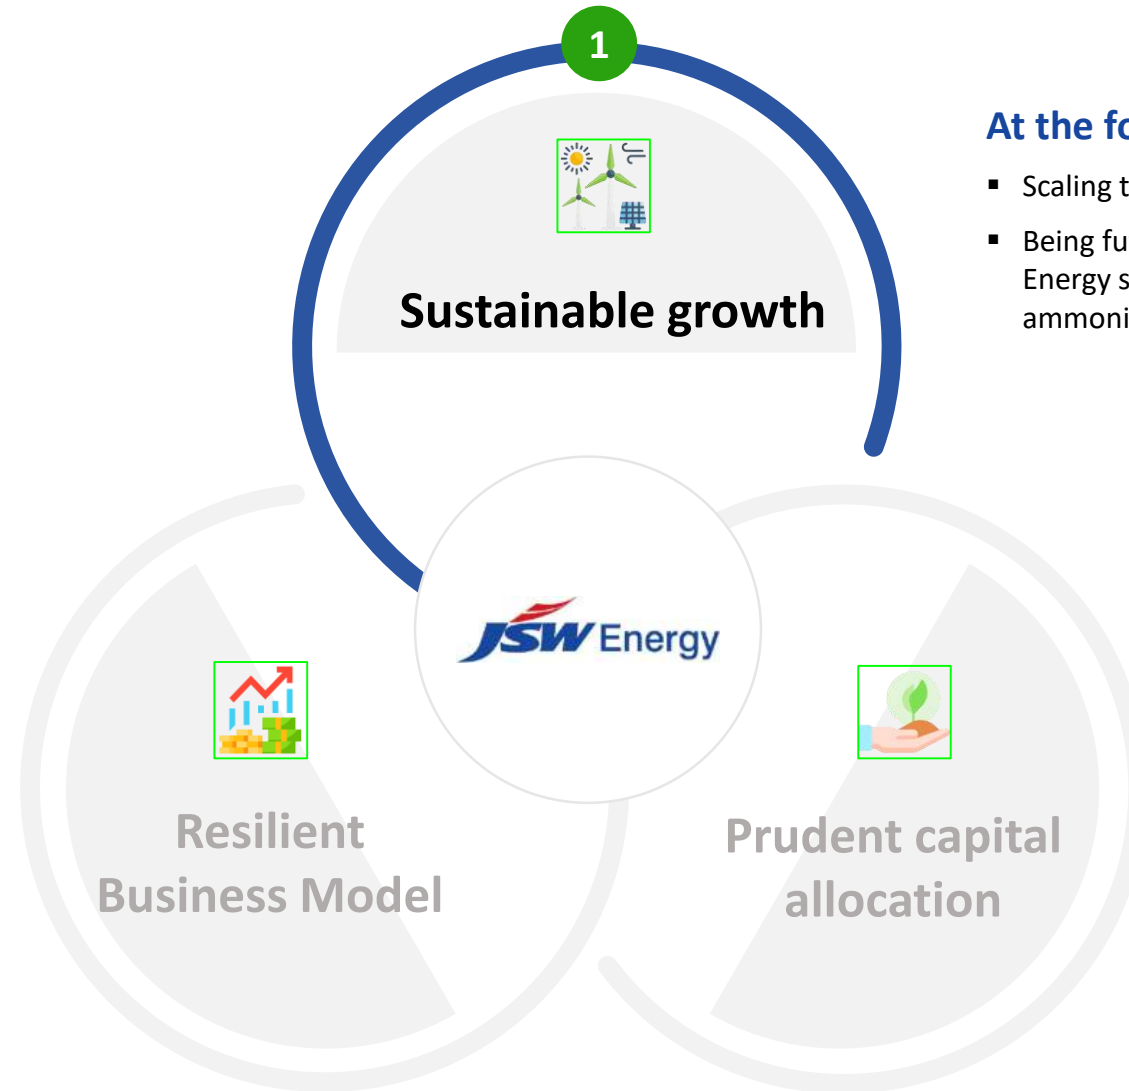 1
At the fo
▪ Scaling t
▪ Being fu
Energy s
ammoni
Sustainable growth
JSW Energy
Resilient
Business Model
Prudent capital
allocation